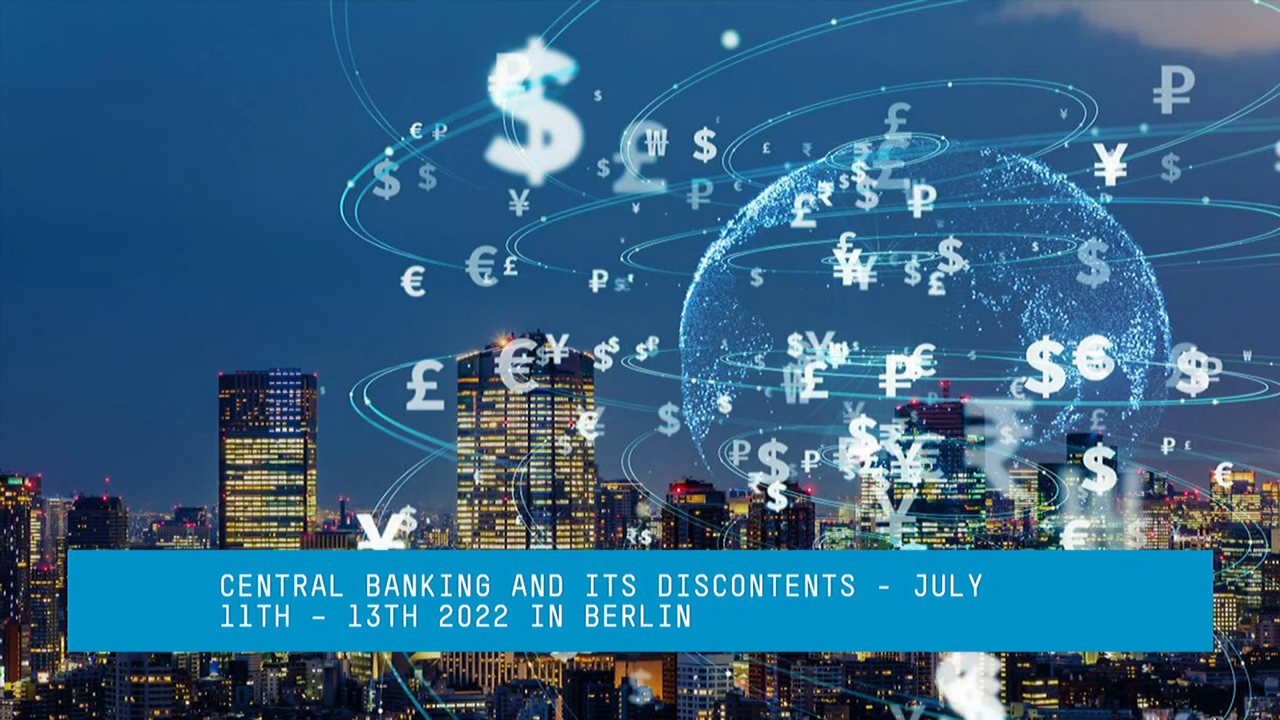 CENTRAL BANKING AND ITS DISCONTENTS - JULY
11TH – 13TH 2022 IN BERLIN